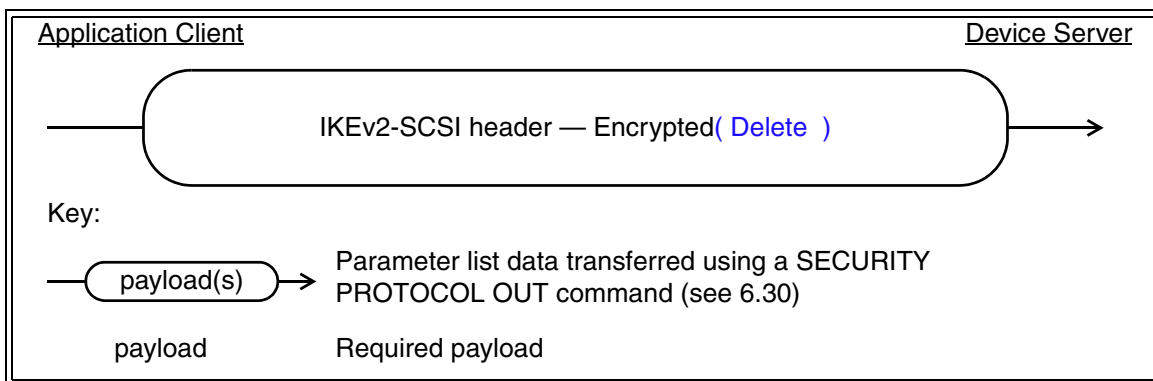 Application Client Device Server
IKEv2-SCSI header — Encrypted( Delete )
Key:
payload(s) Parameter list data transferred using a SECURITY
PROTOCOL OUT command (see 6.30)
payload Required payload